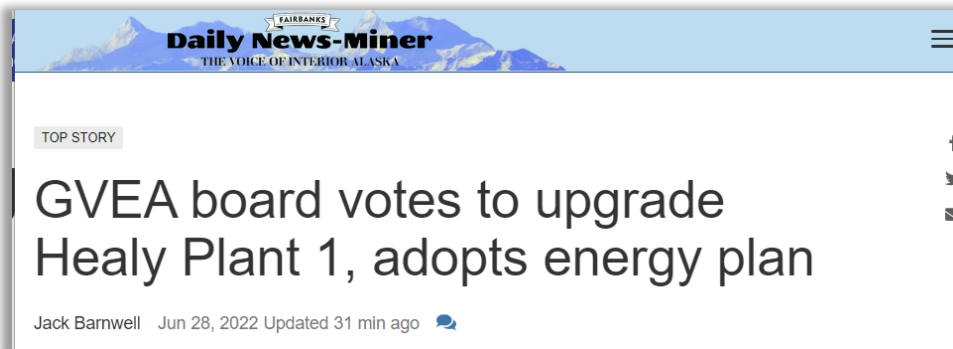 FAIRBANKS
Daily News-Miner
THE VOICE OF INTERIOR ALASKA
TOP STORY
GVEA board votes to upgrade
Healy Plant 1, adopts energy plan
Jack Barnwell Jun 28, 2022 Updated 31 min ago